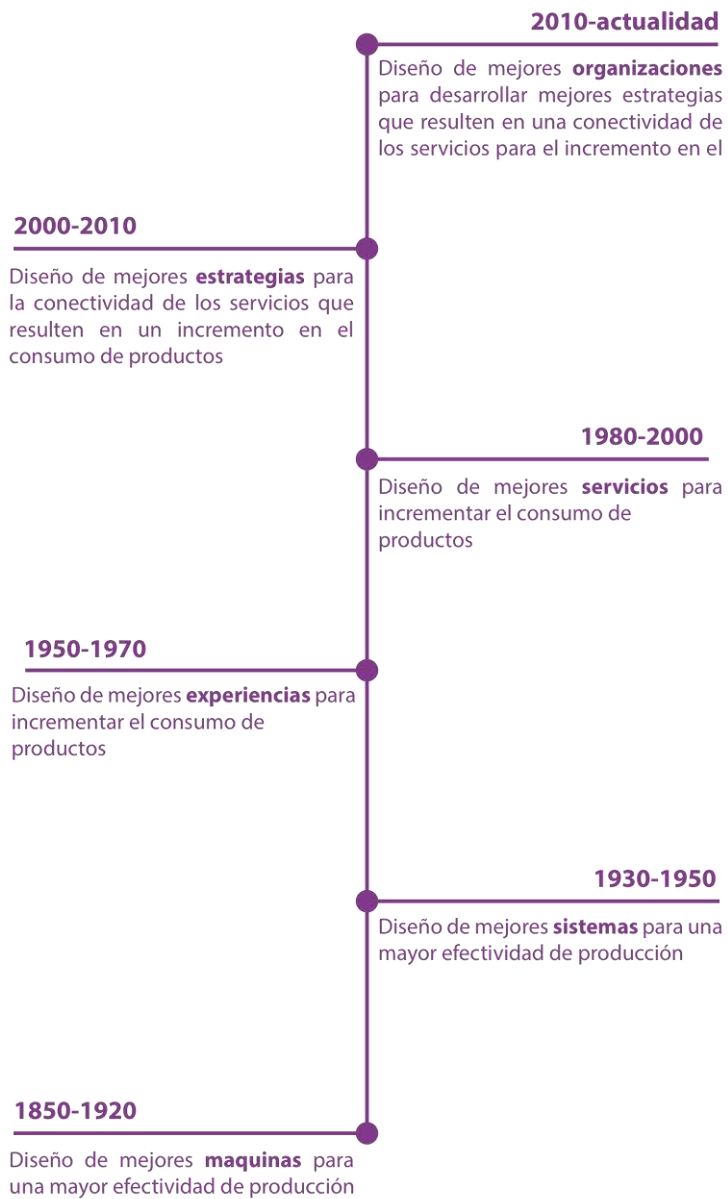 2010-actualidad
Diseño de mejores organizaciones
para desarrollar mejores estrategias
que resulten en una conectividad de
los servicios para el incremento en el
2000-2010
Diseño de mejores estrategias para
la conectividad de los servicios que
resulten en un incremento en el
consumo de productos
1980-2000
Diseño de mejores servicios para
incrementar el consumo de
productos
1950-1970
Diseño de mejores experiencias para
incrementar el consumo de
productos
1930-1950
Diseño de mejores sistemas para una
mayor efectividad de producción
1850-1920
Diseño de mejores maquinas para
una mayor efectividad de producción